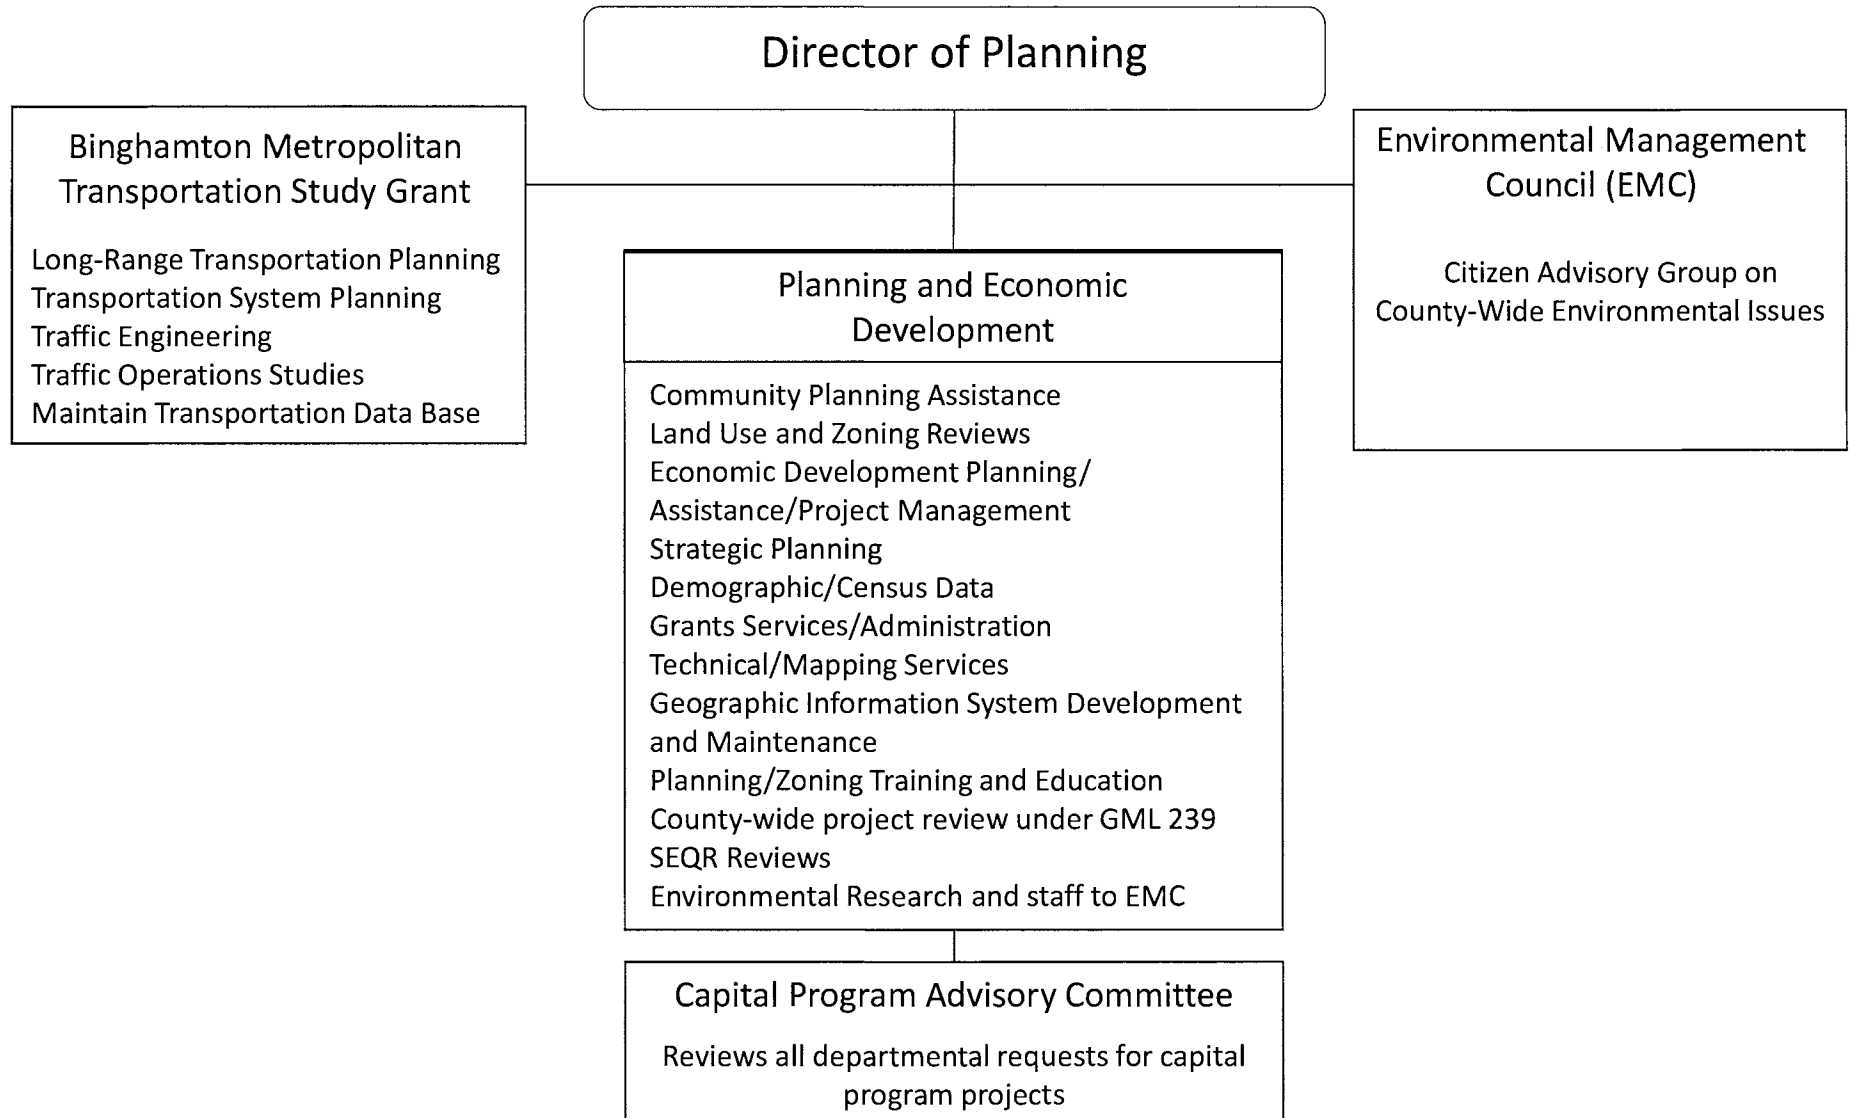 Director of Planning
Binghamton Metropolitan
Transportation Study Grant
Long-Range Transportation Planning
Transportation System Planning
Traffic Engineering
Traffic Operations Studies
Maintain Transportation Data Base
Environmental Management
Council (EMC)
Citizen Advisory Group on
County-Wide Environmental Issues
Planning and Economic
Development
Community Planning Assistance
Land Use and Zoning Reviews
Economic Development Planning/
Assistance/Project Management
Strategic Planning
Demographic/Census Data
Grants Services/Administration
Technical/Mapping Services
Geographic Information System Development
and Maintenance
Planning/Zoning Training and Education
County-wide project review under GML 239
SEQR Reviews
Environmental Research and staff to EMC
Capital Program Advisory Committee
Reviews all departmental requests for capital
program projects